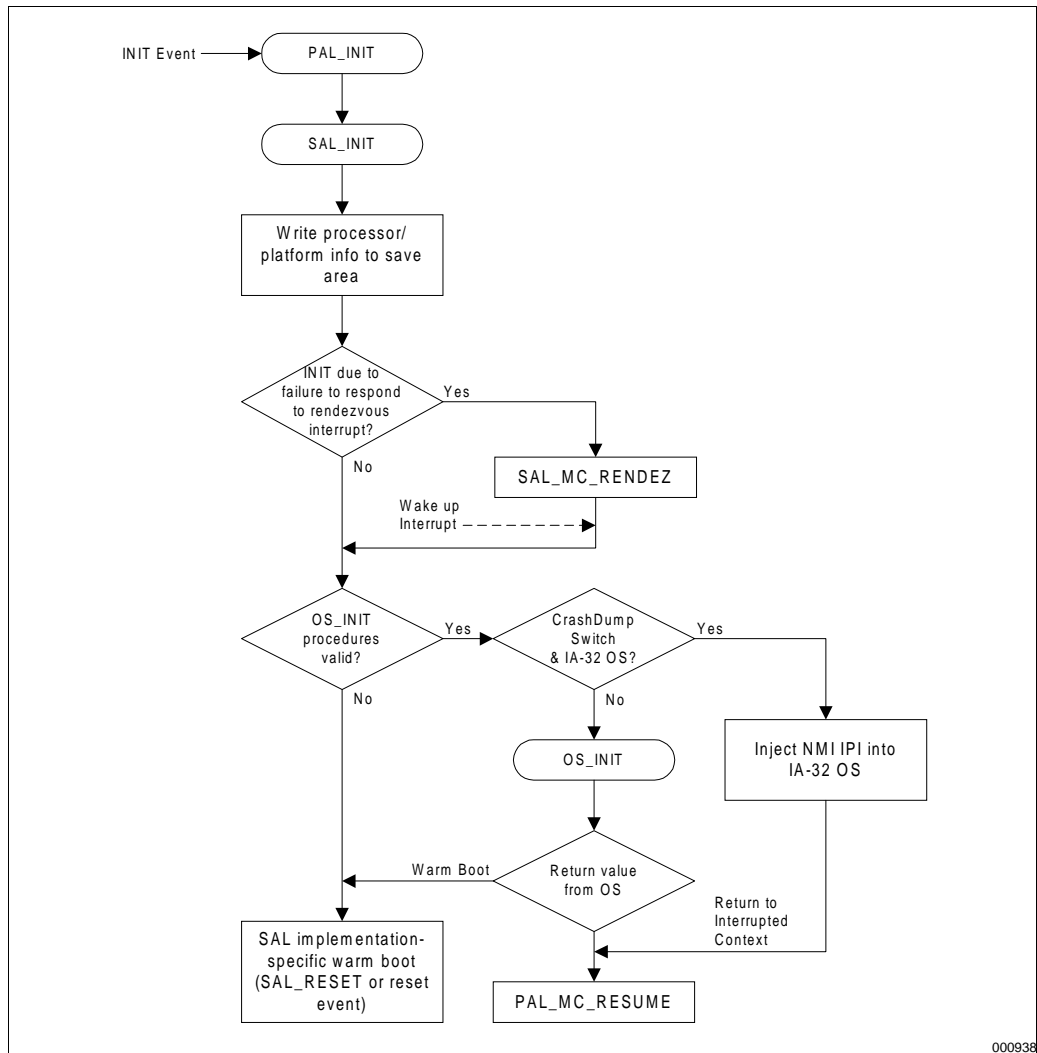 INIT Event
PAL_INIT
SAL_INIT
Write processor/
platform info to save
area
INIT due to
failure to respond
to rendezvous
interrupt?
Yes
No
SAL_MC_RENDEZ
Wake up
Interrupt
OS_INIT
procedures
valid?
Yes
No
CrashDump
Switch
& IA-32 OS?
Yes
No
OS_INIT
Inject NMI IPI into
IA-32 OS
Warm Boot
Return value
from OS
Return to
Interrupted
Context
SAL implementation-
specific warm boot
(SAL_RESET or reset
event)
PAL_MC_RESUME
000938